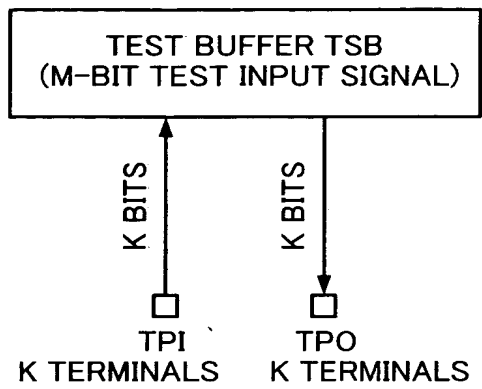 TEST BUFFER TSB
(M-BIT TEST INPUT SIGNAL)
K BITS
K BITS
TPI
K TERMINALS
TPO
K TERMINALS